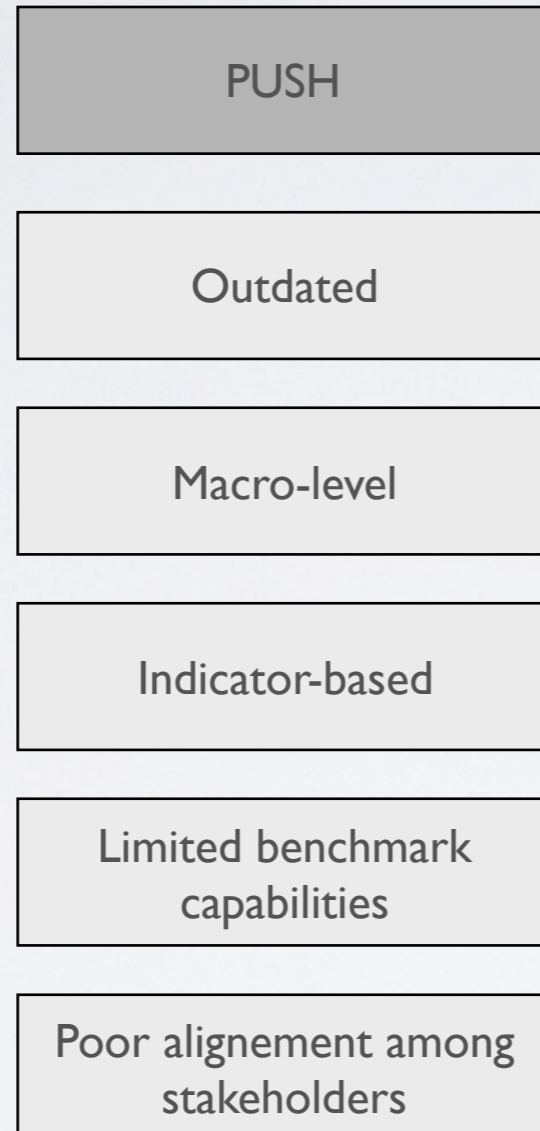 PUSH
Outdated
Macro-level
Indicator-based
Limited benchmark
capabilities
Poor alignement among
stakeholders